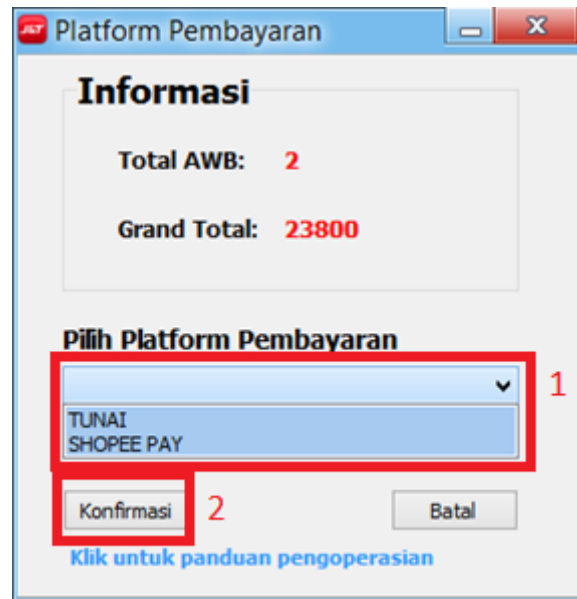 J&T Platform Pembayaran
Informasi
Total AWB: 2
Grand Total: 23800
Pilih Platform Pembayaran
1
TUNAI
SHOPEE PAY
Konfirmasi 2 Batal
Klik untuk panduan pengoperasian